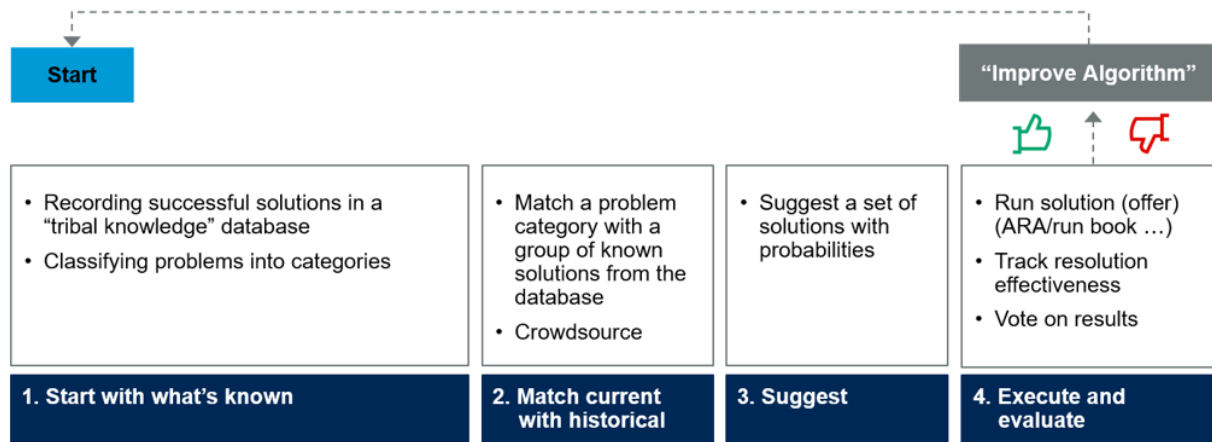 Start
“Improve Algorithm”
• Recording successful solutions in a
“tribal knowledge” database
• Classifying problems into categories
• Match a problem
category with a
group of known
solutions from the
database
• Crowdsource
• Suggest a set of
solutions with
probabilities
• Run solution (offer)
(ARA/run book ...)
• Track resolution
effectiveness
• Vote on results
1. Start with what’s known
2. Match current
with historical
3. Suggest
4. Execute and
evaluate